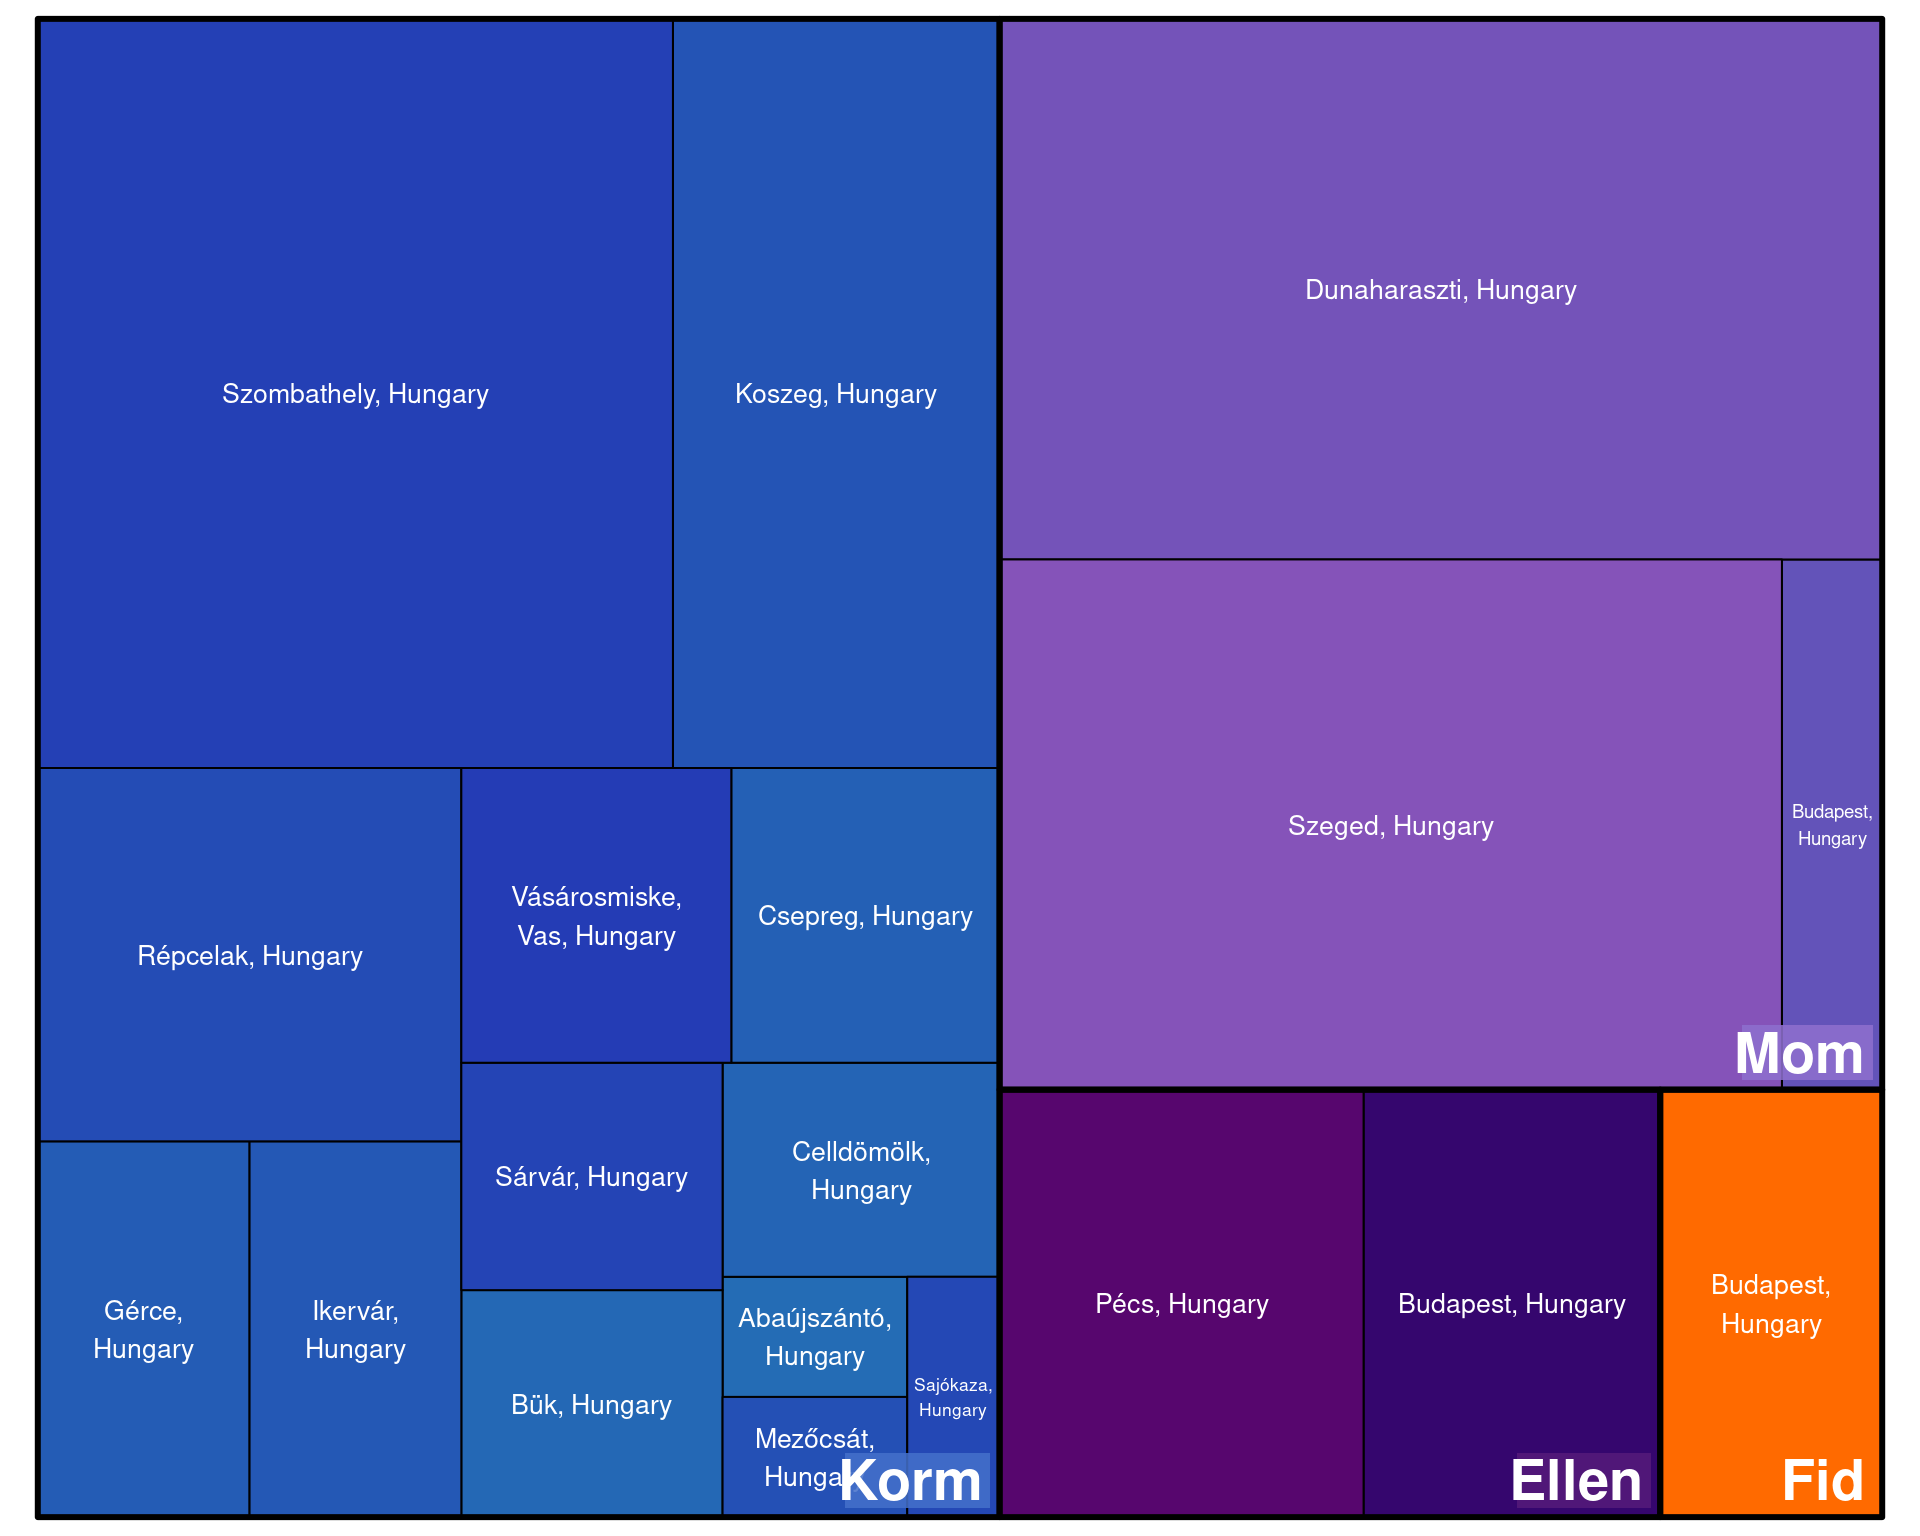 Szombathely, Hungary
Koszeg, Hungary
Répcelak, Hungary
Vásárosmiske,
Vas, Hungary
Csepreg, Hungary
Gérce,
Hungary
Ikervár,
Hungary
Sárvár, Hungary
Celldömölk,
Hungary
Bük, Hungary
Abaújszántó,
Hungary
Mezőcsát,
Hunga
Sajókaza,
Hungary
Korm
Dunaharaszti, Hungary
Szeged, Hungary
Budapest,
Hungary
Mom
Pécs, Hungary
Budapest, Hungary
Ellen
Budapest,
Hungary
Fid